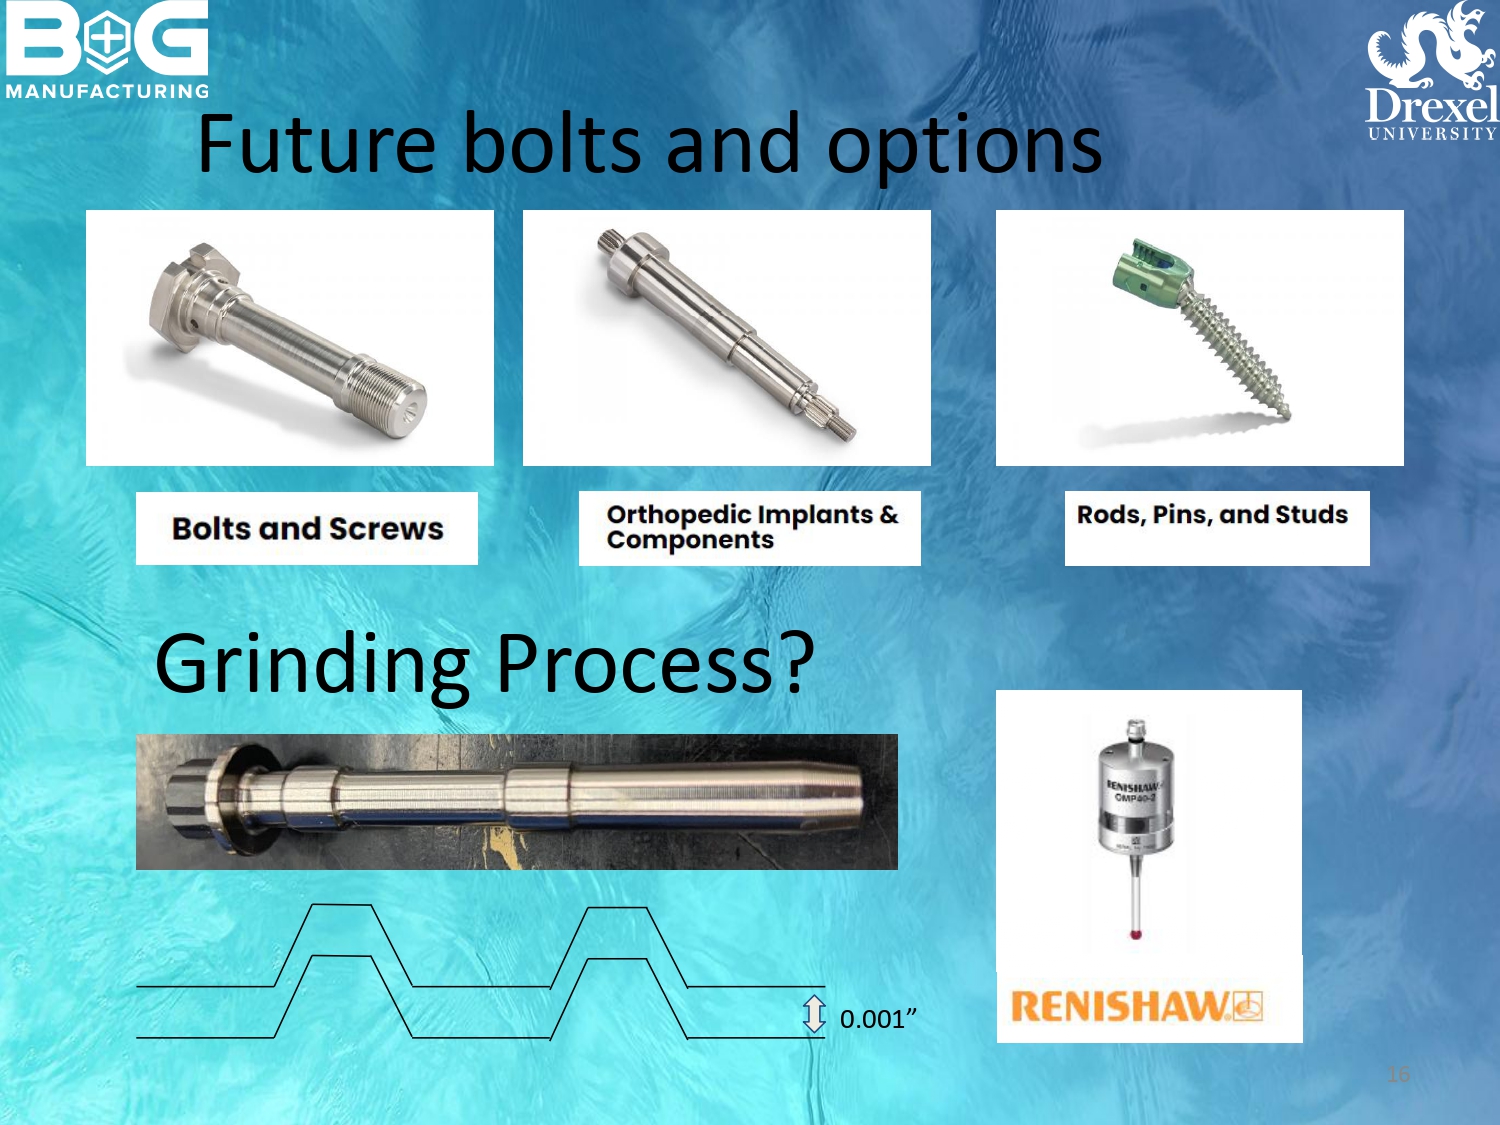 B+G
MANUFACTURING
Drexel
UNIVERSITY
Future bolts and options
Bolts and Screws
Orthopedic Implants &
Components
Rods, Pins, and Studs
Grinding Process?
RENISHAW
OMP40-2
0.001”
RENISHAW
16